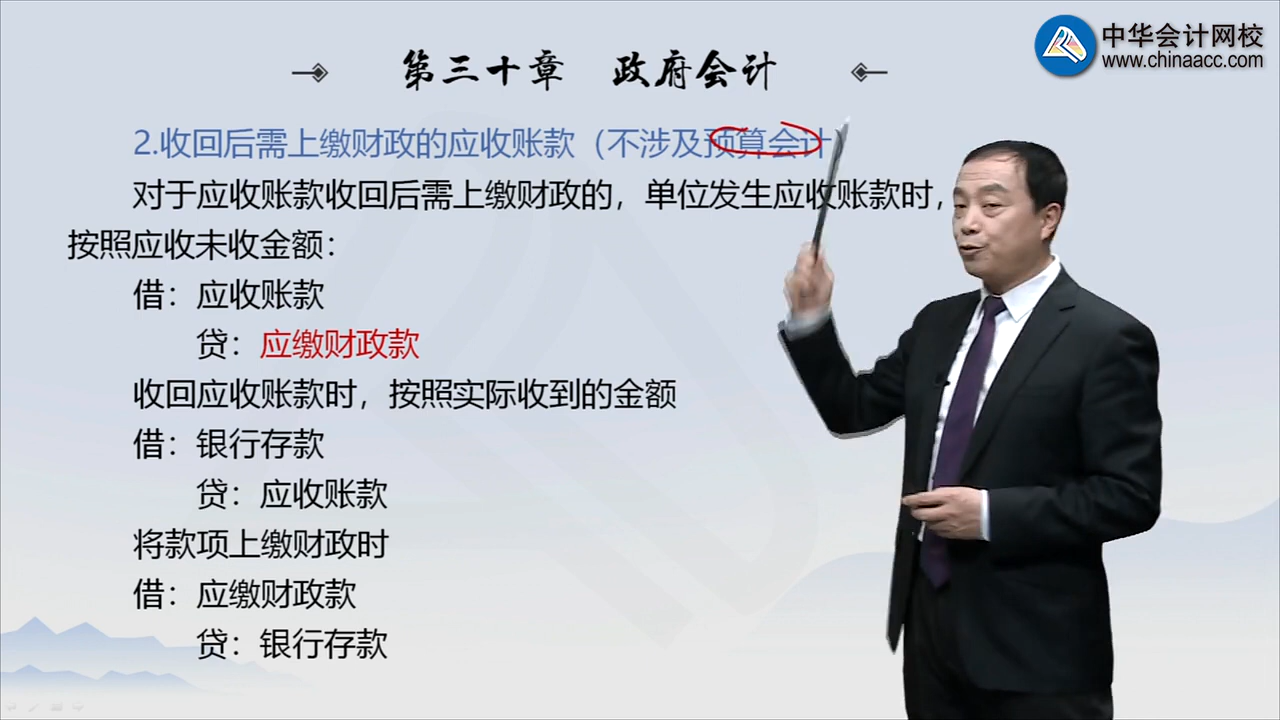 中华会计网校
www.chinaacc.com
第三十章 政府会计
2.收回后需上缴财政的应收账款（不涉及预算会计
对于应收账款收回后需上缴财政的，单位发生应收账款时，
按照应收未收金额：
借：应收账款
贷：应缴财政款
收回应收账款时，按照实际收到的金额
借：银行存款
贷：应收账款
将款项上缴财政时
借：应缴财政款
贷：银行存款